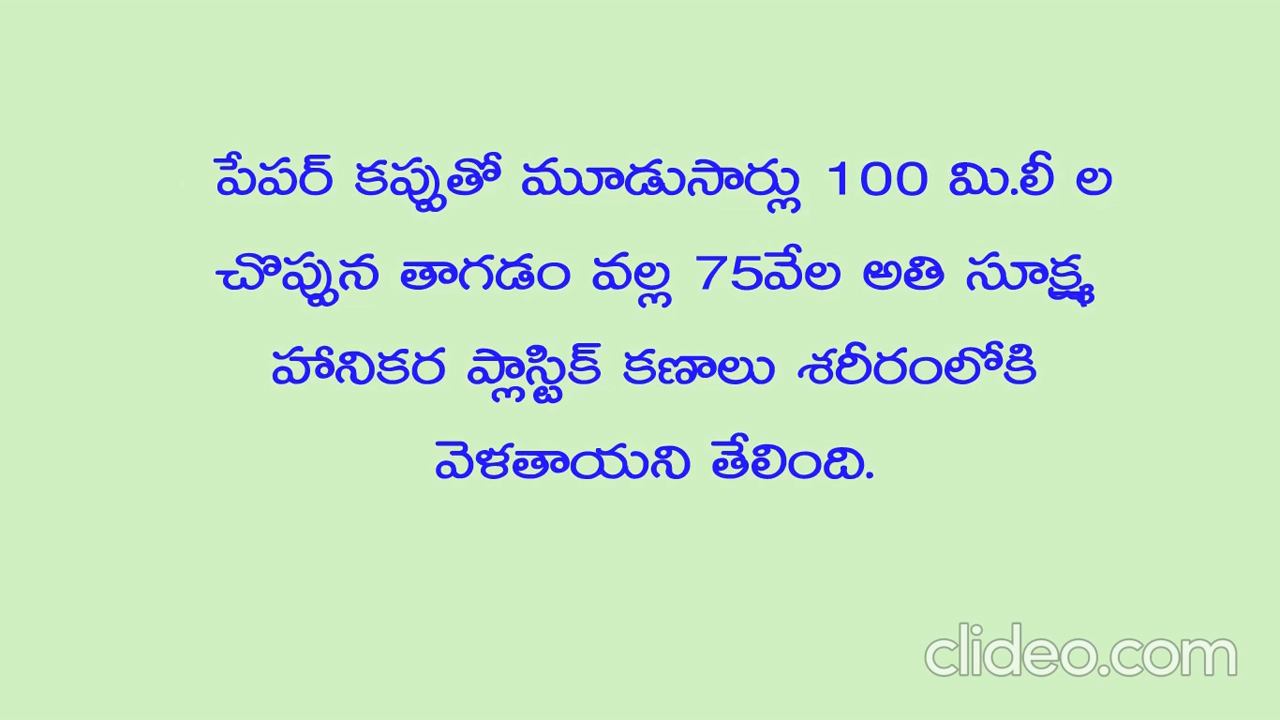 పేపర్ కప్పుతో మూడుసార్లు 100 మి.లీ ల
చొప్పున తాగడం వల్ల 75వేల అతి సూక్ష్మ
హానికర ప్లాస్టిక్ కణాలు శరీరంలోకి
వెళతాయని తేలింది.
clideo.com